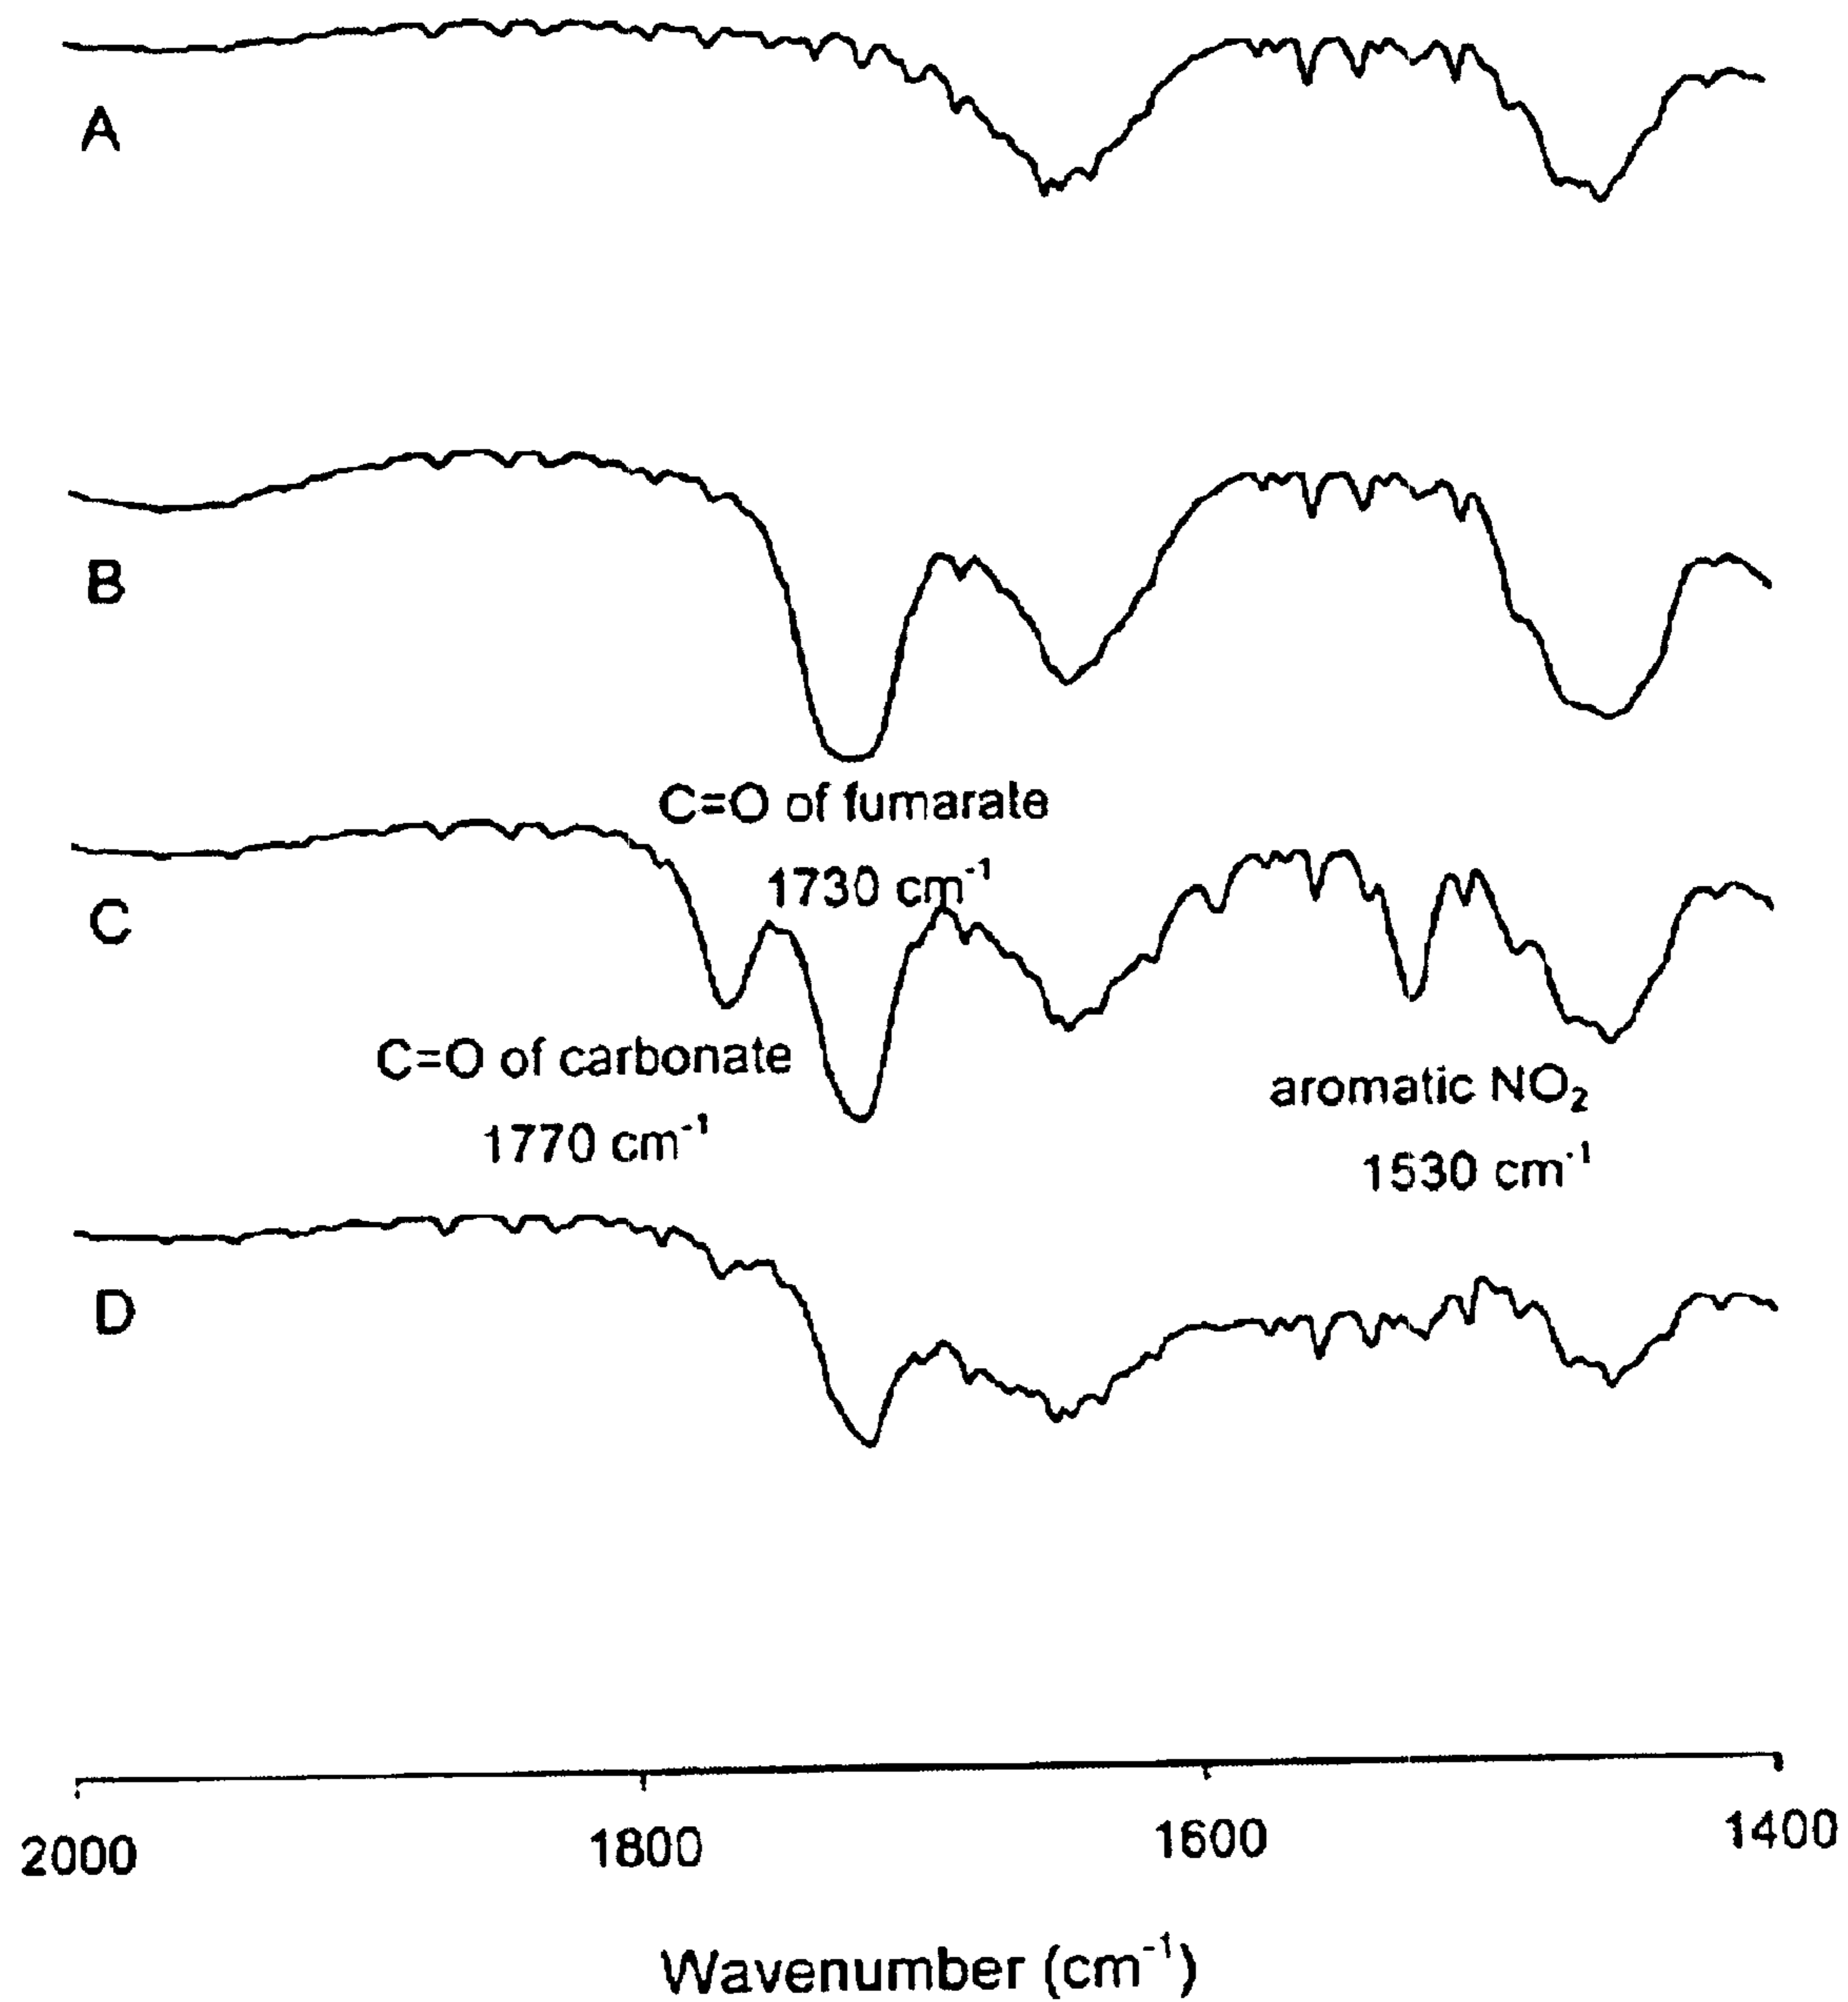 A
B
C=O of fumarate
1730 cm⁻¹
C
C=O of carbonate
1770 cm⁻¹
aromatic NO₂
1530 cm⁻¹
D
2000 1800 1600 1400
Wavenumber (cm⁻¹)